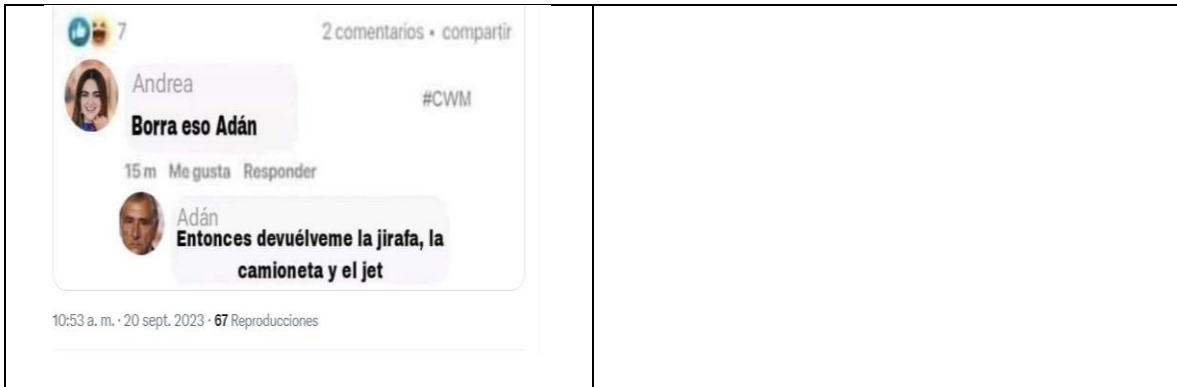 7 2 comentarios • compartir
Andrea
#CWM
Borra eso Adán
15 m Me gusta Responder
Adán
Entonces devuélveme la jirafa, la
camioneta y el jet
10:53 a. m. · 20 sept. 2023 · 67 Reproducciones